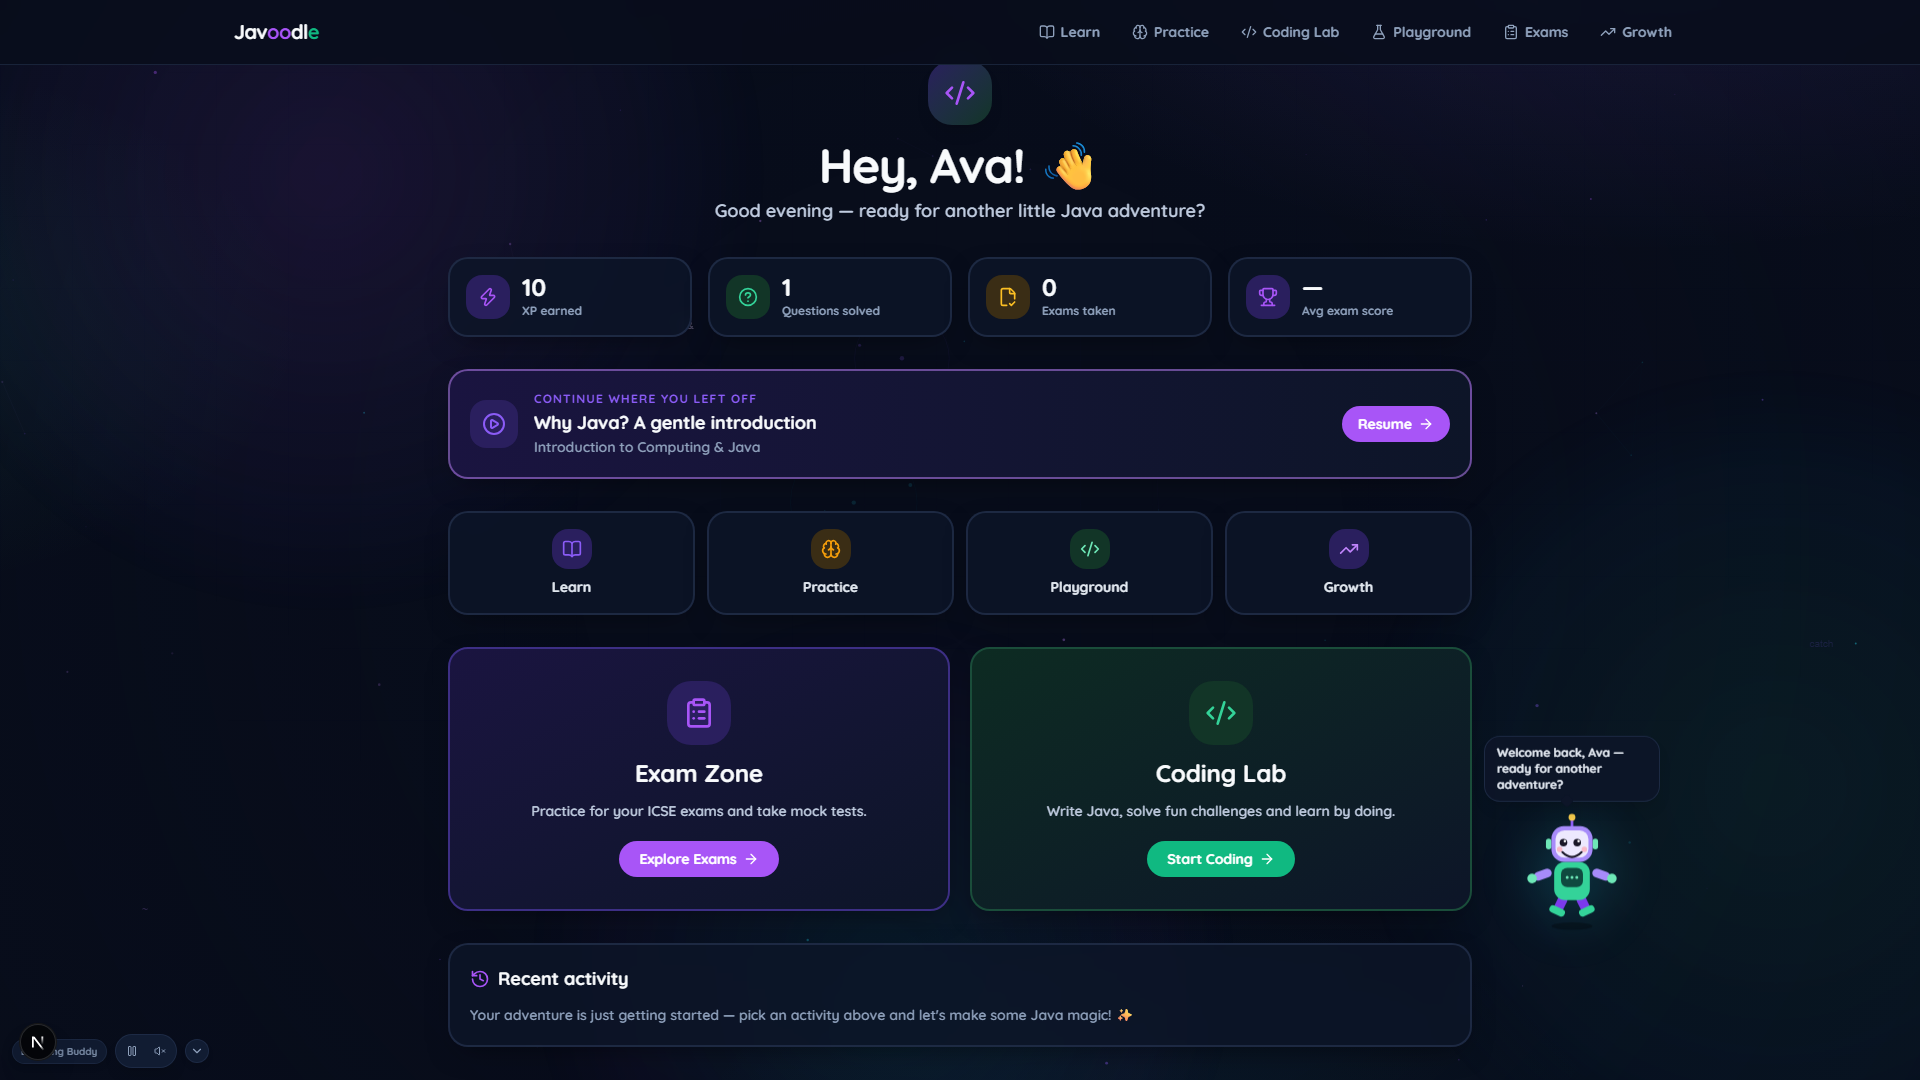 Javoodle
Learn
Practice
Coding Lab
Playground
Exams
Growth
Hey, Ava! 👋
Good evening — ready for another little Java adventure?
10
XP earned
1
Questions solved
0
Exams taken
—
Avg exam score
CONTINUE WHERE YOU LEFT OFF
Why Java? A gentle introduction
Introduction to Computing & Java
Resume →
Learn
Practice
Playground
Growth
Exam Zone
Practice for your ICSE exams and take mock tests.
Explore Exams →
Coding Lab
Write Java, solve fun challenges and learn by doing.
Start Coding →
Welcome back, Ava —
ready for another
adventure?
Recent activity
Your adventure is just getting started — pick an activity above and let's make some Java magic! ✨
N
Buddy